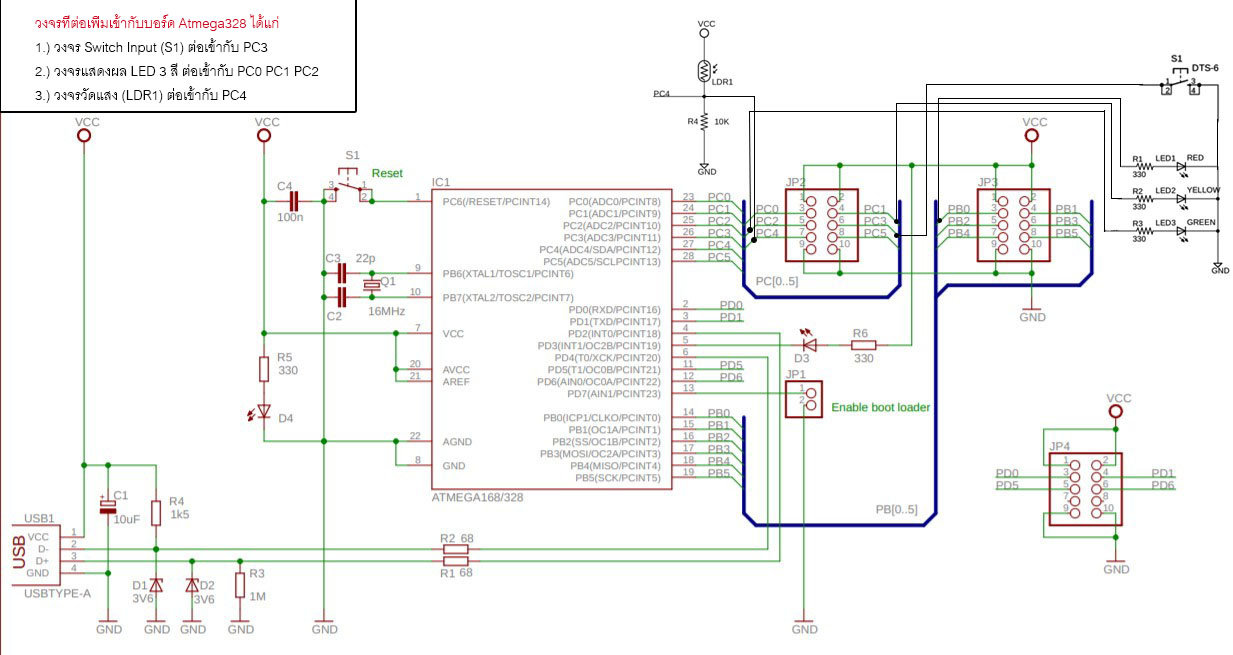 วงจรที่ต่อเพิ่มเข้ากับบอร์ด Atmega328 ได้แก่
1.) วงจร Switch Input (S1) ต่อเข้ากับ PC3
2.) วงจรแสดงผล LED 3 สี ต่อเข้ากับ PC0 PC1 PC2
3.) วงจรวัดแสง (LDR1) ต่อเข้ากับ PC4
VCC
LDR1
PC4
R4 10K
GND
S1
DTS-6
1 3
2 4
R1 LED1 RED
330
R2 LED2 YELLOW
330
R3 LED3 GREEN
330
GND
VCC
VCC
VCC
S1
Reset
3 1
4 2
C4
100n
C3 22p
Q1
C2 16MHz
R5
330
D4
IC1
1 PC6(/RESET/PCINT14)
9 PB6(XTAL1/TOSC1/PCINT6)
10 PB7(XTAL2/TOSC2/PCINT7)
7 VCC
20 AVCC
21 AREF
22 AGND
8 GND
PC0(ADC0/PCINT8) 23 PC0
PC1(ADC1/PCINT9) 24 PC1
PC2(ADC2/PCINT10) 25 PC2
PC3(ADC3/PCINT11) 26 PC3
PC4(ADC4/SDA/PCINT12) 27 PC4
PC5(ADC5/SCL/PCINT13) 28 PC5
PD0(RXD/PCINT16) 2 PD0
PD1(TXD/PCINT17) 3 PD1
PD2(INT0/PCINT18) 4
PD3(INT1/OC2B/PCINT19) 5
PD4(T0/XCK/PCINT20) 6
PD5(T1/OC0B/PCINT21) 11 PD5
PD6(AIN0/OC0A/PCINT22) 12 PD6
PD7(AIN1/PCINT23) 13
PB0(ICP1/CLKO/PCINT0) 14 PB0
PB1(OC1A/PCINT1) 15 PB1
PB2(SS/OC1B/PCINT2) 16 PB2
PB3(MOSI/OC2A/PCINT3) 17 PB3
PB4(MISO/PCINT4) 18 PB4
PB5(SCK/PCINT5) 19 PB5
ATMEGA168/328
JP2
1 2
PC0 3 4 PC1
PC2 5 6 PC3
PC4 7 8 PC5
9 10
PC[0..5]
JP3
1 2
PB0 3 4 PB1
PB2 5 6 PB3
PB4 7 8 PB5
9 10
GND
D3
R6
330
JP1
1
2
Enable boot loader
PB[0..5]
VCC
JP4
1 2
PD0 3 4 PD1
PD5 5 6 PD6
7 8
9 10
GND
C1
+
10uF
R4
1k5
USB1
USB
VCC 1
D- 2
D+ 3
GND 4
USBTYPE-A
R2 68
R1 68
D1
3V6
D2
3V6
R3
1M
GND GND GND GND GND GND